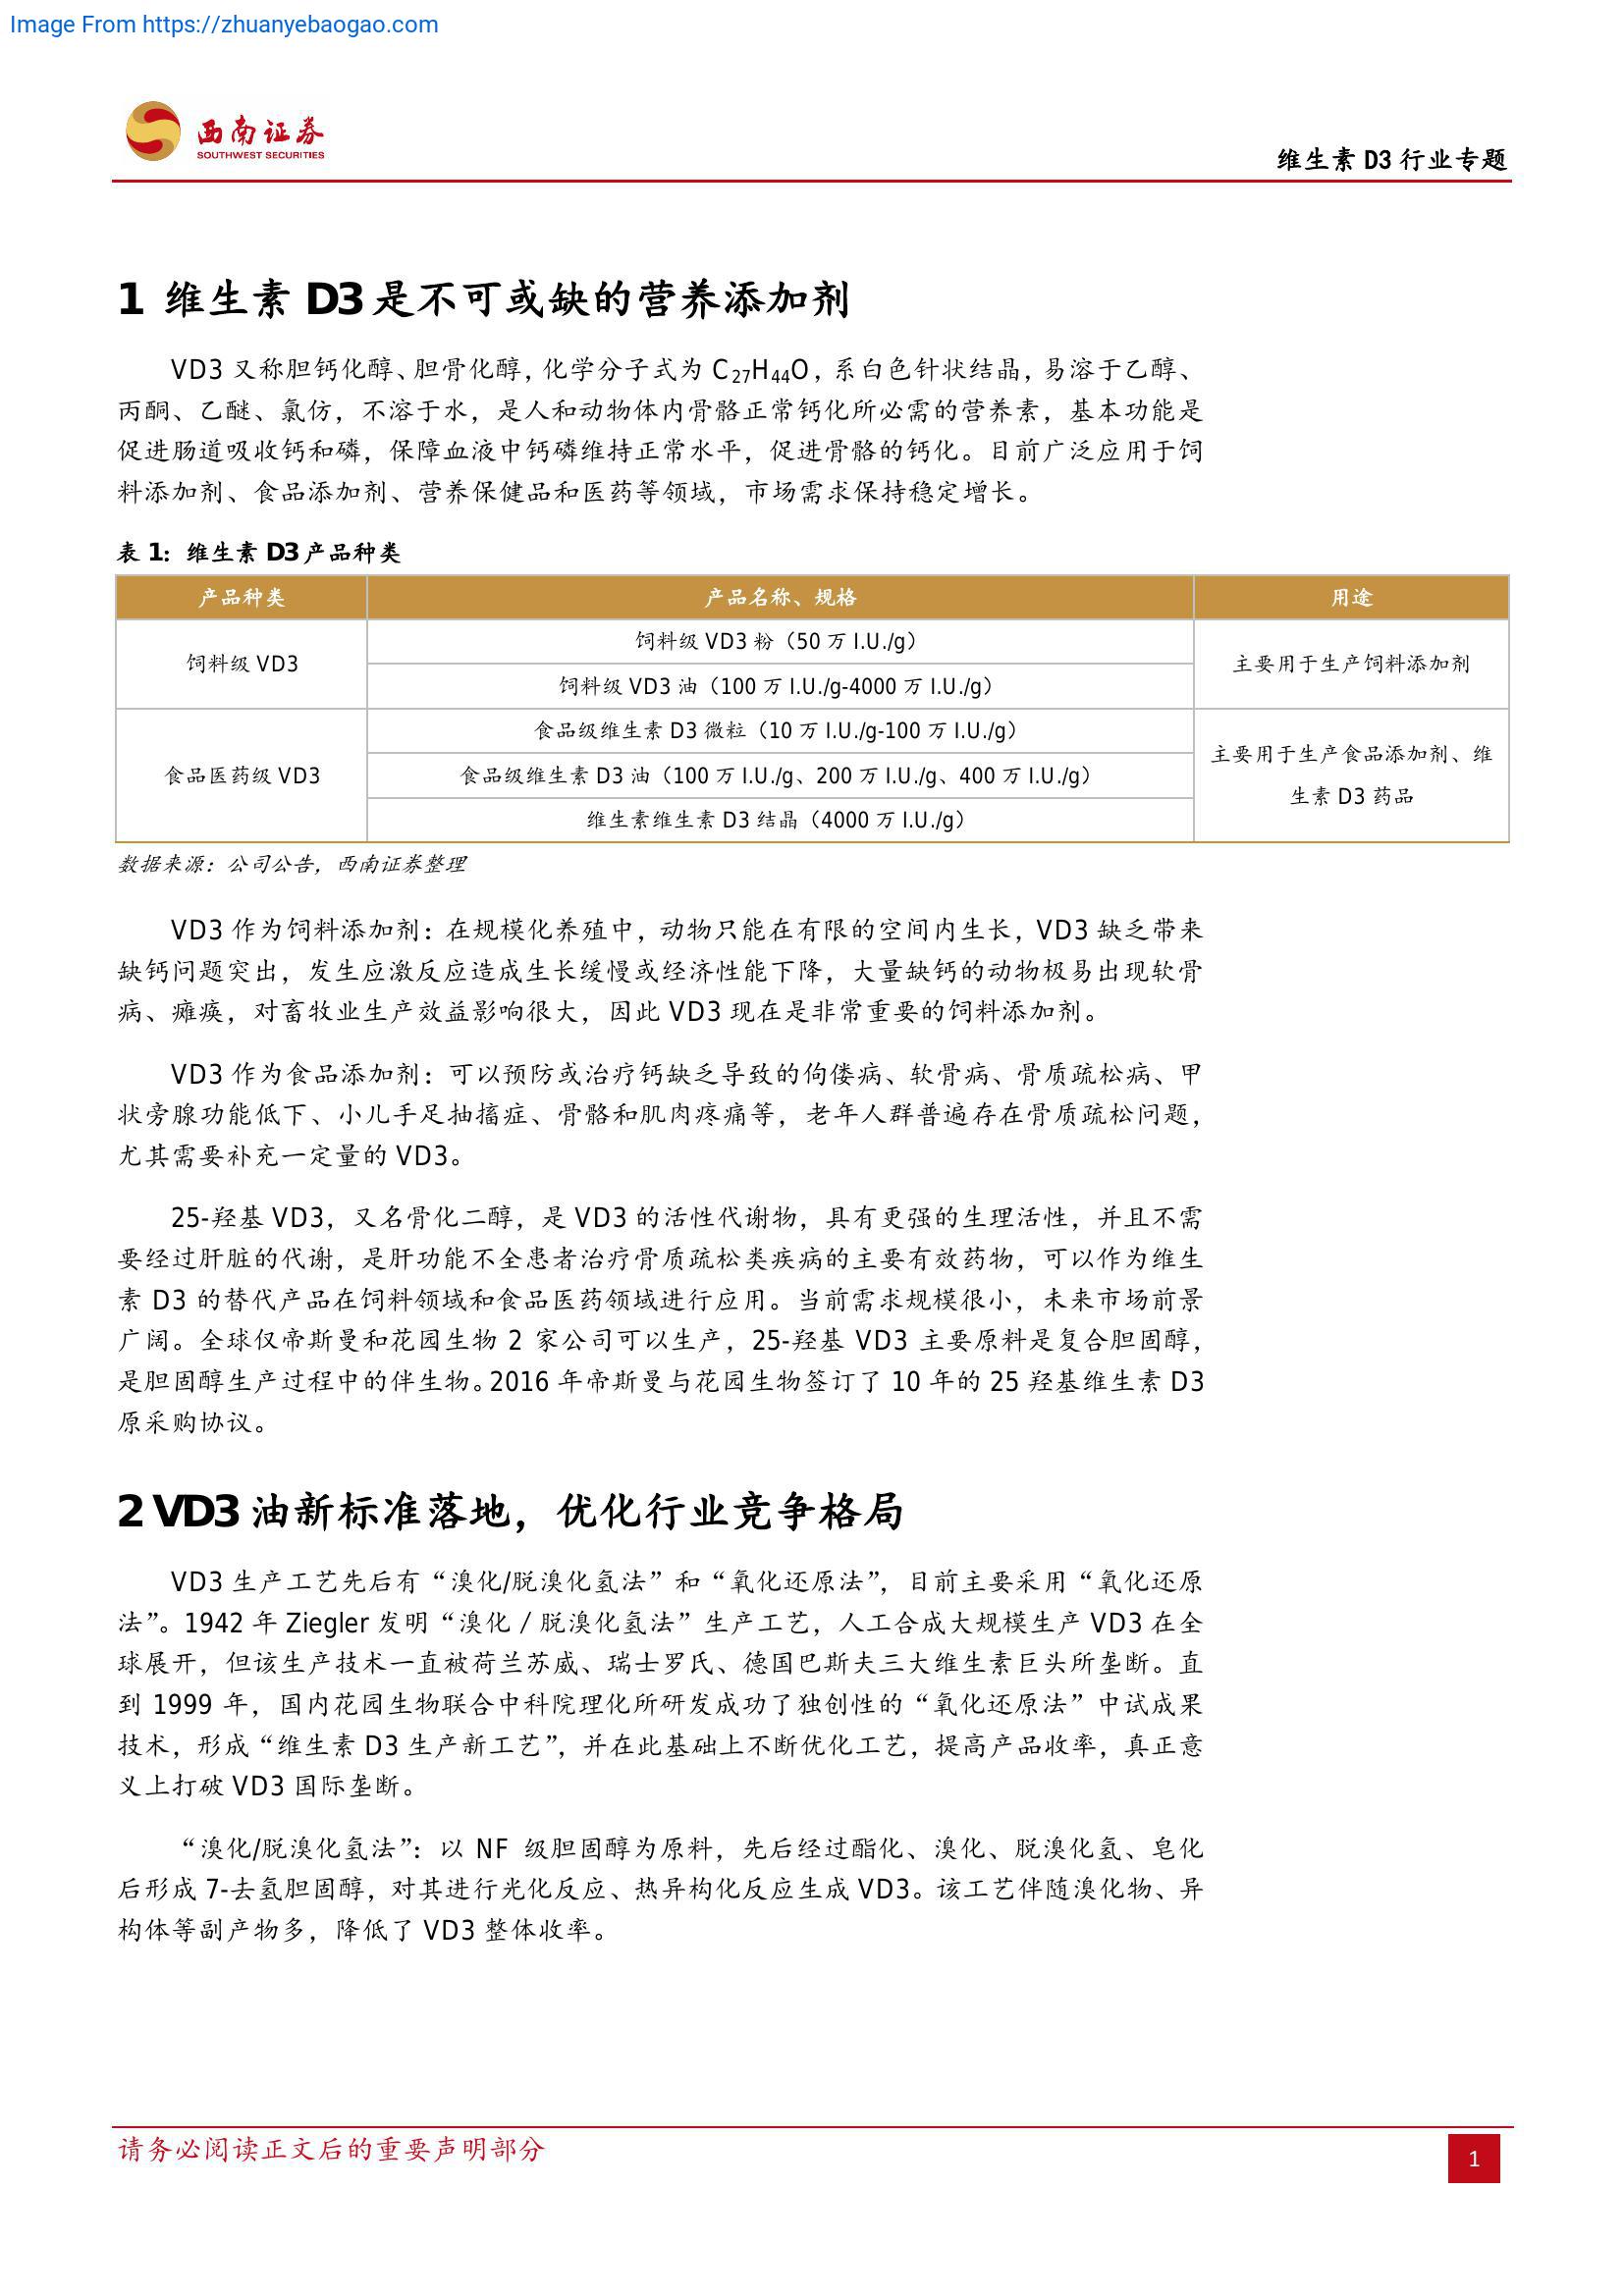 Image From https://zhuanyebaogao.com
西南证券
SOUTHWEST SECURITIES
维生素 D3 行业专题
1 维生素 D3 是不可或缺的营养添加剂
VD3 又称胆钙化醇、胆骨化醇，化学分子式为 C₂₇H₄₄O，系白色针状结晶，易溶于乙醇、
丙酮、乙醚、氯仿，不溶于水，是人和动物体内骨骼正常钙化所必需的营养素，基本功能是
促进肠道吸收钙和磷，保障血液中钙磷维持正常水平，促进骨骼的钙化。目前广泛应用于饲
料添加剂、食品添加剂、营养保健品和医药等领域，市场需求保持稳定增长。
表 1：维生素 D3 产品种类
产品种类 产品名称、规格 用途
饲料级 VD3
饲料级 VD3 粉（50 万 I.U./g）
饲料级 VD3 油（100 万 I.U./g-4000 万 I.U./g）
主要用于生产饲料添加剂
食品医药级 VD3
食品级维生素 D3 微粒（10 万 I.U./g-100 万 I.U./g）
食品级维生素 D3 油（100 万 I.U./g、200 万 I.U./g、400 万 I.U./g）
维生素维生素 D3 结晶（4000 万 I.U./g）
主要用于生产食品添加剂、维
生素 D3 药品
数据来源：公司公告，西南证券整理
VD3 作为饲料添加剂：在规模化养殖中，动物只能在有限的空间内生长，VD3 缺乏带来
缺钙问题突出，发生应激反应造成生长缓慢或经济性能下降，大量缺钙的动物极易出现软骨
病、瘫痪，对畜牧业生产效益影响很大，因此 VD3 现在是非常重要的饲料添加剂。
VD3 作为食品添加剂：可以预防或治疗钙缺乏导致的佝偻病、软骨病、骨质疏松病、甲
状旁腺功能低下、小儿手足抽搐症、骨骼和肌肉疼痛等，老年人群普遍存在骨质疏松问题，
尤其需要补充一定量的 VD3。
25-羟基 VD3，又名骨化二醇，是 VD3 的活性代谢物，具有更强的生理活性，并且不需
要经过肝脏的代谢，是肝功能不全患者治疗骨质疏松类疾病的主要有效药物，可以作为维生
素 D3 的替代产品在饲料领域和食品医药领域进行应用。当前需求规模很小，未来市场前景
广阔。全球仅帝斯曼和花园生物 2 家公司可以生产，25-羟基 VD3 主要原料是复合胆固醇，
是胆固醇生产过程中的伴生物。2016 年帝斯曼与花园生物签订了 10 年的 25 羟基维生素 D3
原采购协议。
2 VD3 油新标准落地，优化行业竞争格局
VD3 生产工艺先后有“溴化/脱溴化氢法”和“氧化还原法”，目前主要采用“氧化还原
法”。1942 年 Ziegler 发明“溴化 / 脱溴化氢法”生产工艺，人工合成大规模生产 VD3 在全
球展开，但该生产技术一直被荷兰苏威、瑞士罗氏、德国巴斯夫三大维生素巨头所垄断。直
到 1999 年，国内花园生物联合中科院理化所研发成功了独创性的“氧化还原法”中试成果
技术，形成“维生素 D3 生产新工艺”，并在此基础上不断优化工艺，提高产品收率，真正意
义上打破 VD3 国际垄断。
“溴化/脱溴化氢法”：以 NF 级胆固醇为原料，先后经过酯化、溴化、脱溴化氢、皂化
后形成 7-去氢胆固醇，对其进行光化反应、热异构化反应生成 VD3。该工艺伴随溴化物、异
构体等副产物多，降低了 VD3 整体收率。
请务必阅读正文后的重要声明部分
1